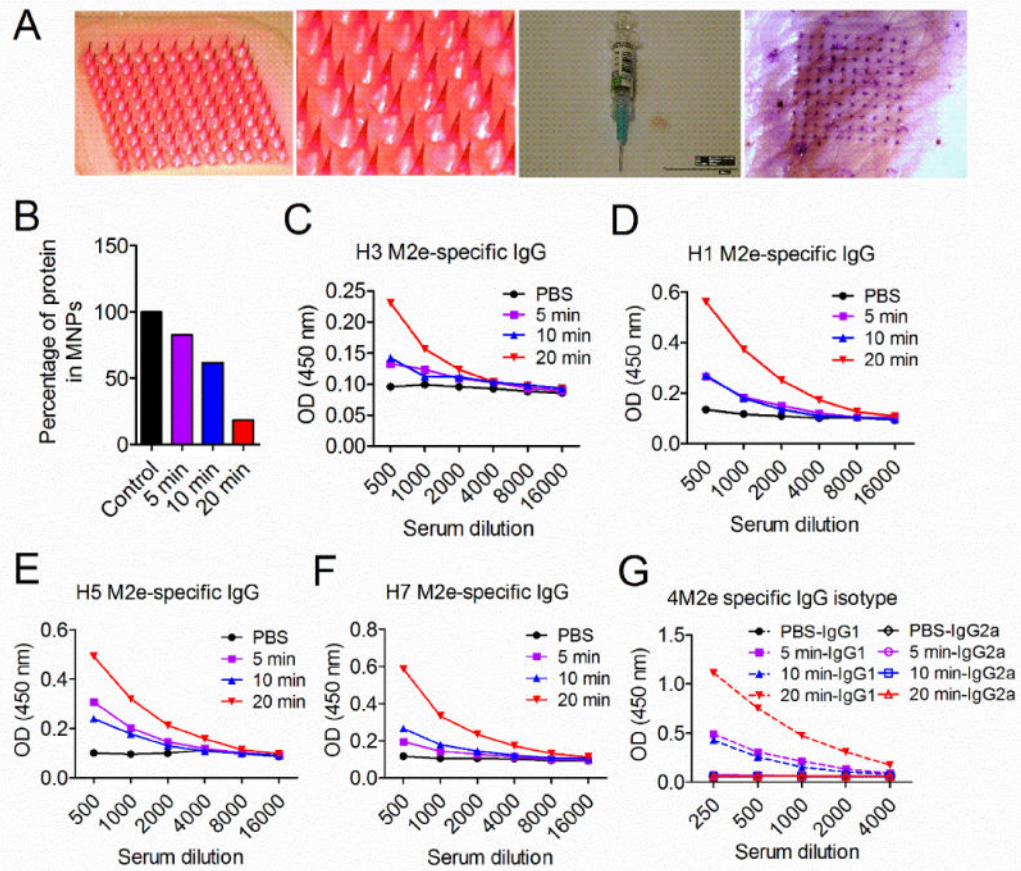 A
B
Percentage of protein
in MNPs
150
100
50
0
Control
5 min
10 min
20 min
C
H3 M2e-specific IgG
OD (450 nm)
0.25
0.20
0.15
0.10
0.05
0.00
PBS
5 min
10 min
20 min
500
1000
2000
4000
8000
16000
Serum dilution
D
H1 M2e-specific IgG
OD (450 nm)
0.6
0.4
0.2
0.0
PBS
5 min
10 min
20 min
500
1000
2000
4000
8000
16000
Serum dilution
E
H5 M2e-specific IgG
OD (450 nm)
0.6
0.4
0.2
0.0
PBS
5 min
10 min
20 min
500
1000
2000
4000
8000
16000
Serum dilution
F
H7 M2e-specific IgG
OD (450 nm)
0.8
0.6
0.4
0.2
0.0
PBS
5 min
10 min
20 min
500
1000
2000
4000
8000
16000
Serum dilution
G
4M2e specific IgG isotype
OD (450 nm)
1.5
1.0
0.5
0.0
PBS-IgG1
5 min-IgG1
10 min-IgG1
20 min-IgG1
PBS-IgG2a
5 min-IgG2a
10 min-IgG2a
20 min-IgG2a
250
500
1000
2000
4000
Serum dilution